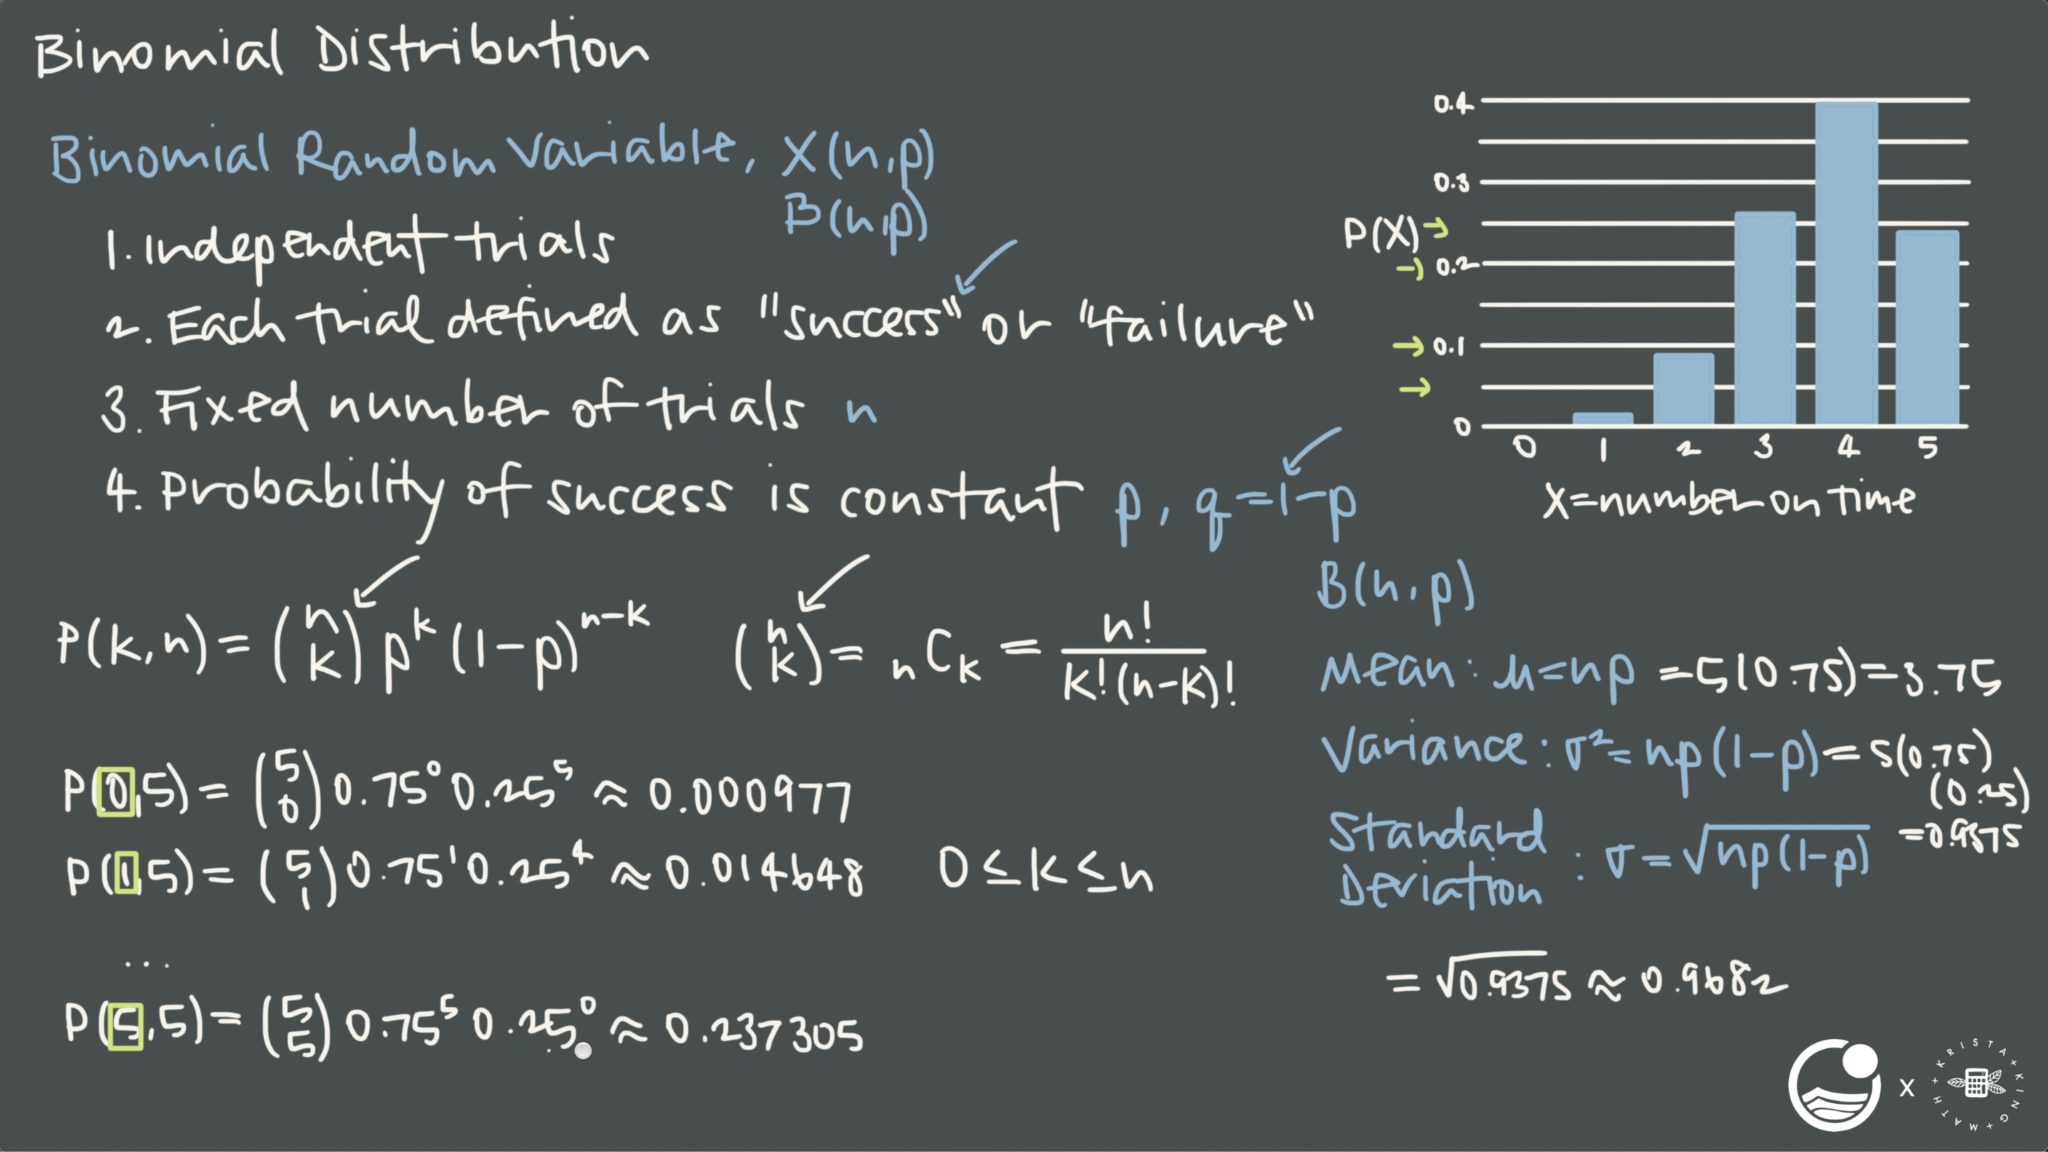 Binomial Distribution
Binomial Random Variable, X(n,p)
B(n,p)
1. Independent trials
2. Each trial defined as "success" or "failure"
3. Fixed number of trials n
4. Probability of success is constant p, q=1-p
P(k,n) = (n k) p^k (1-p)^n-k
(n k) = nCk = n! / k!(n-k)!
P(0,5) = (5 0) 0.75^0 0.25^5 ≈ 0.000977
P(1,5) = (5 1) 0.75^1 0.25^4 ≈ 0.014648
0 ≤ k ≤ n
...
P(5,5) = (5 5) 0.75^5 0.25^0 ≈ 0.237305
0.4
0.3
P(X)
0.2
0.1
0
0 1 2 3 4 5
X=number on time
B(n,p)
Mean: μ=np =5(0.75)=3.75
Variance: σ²=np(1-p)=5(0.75)
(0.25)
=0.9375
Standard
Deviation : σ=√np(1-p)
=√0.9375 ≈ 0.9682
X
KRISTA + KING + MATH +